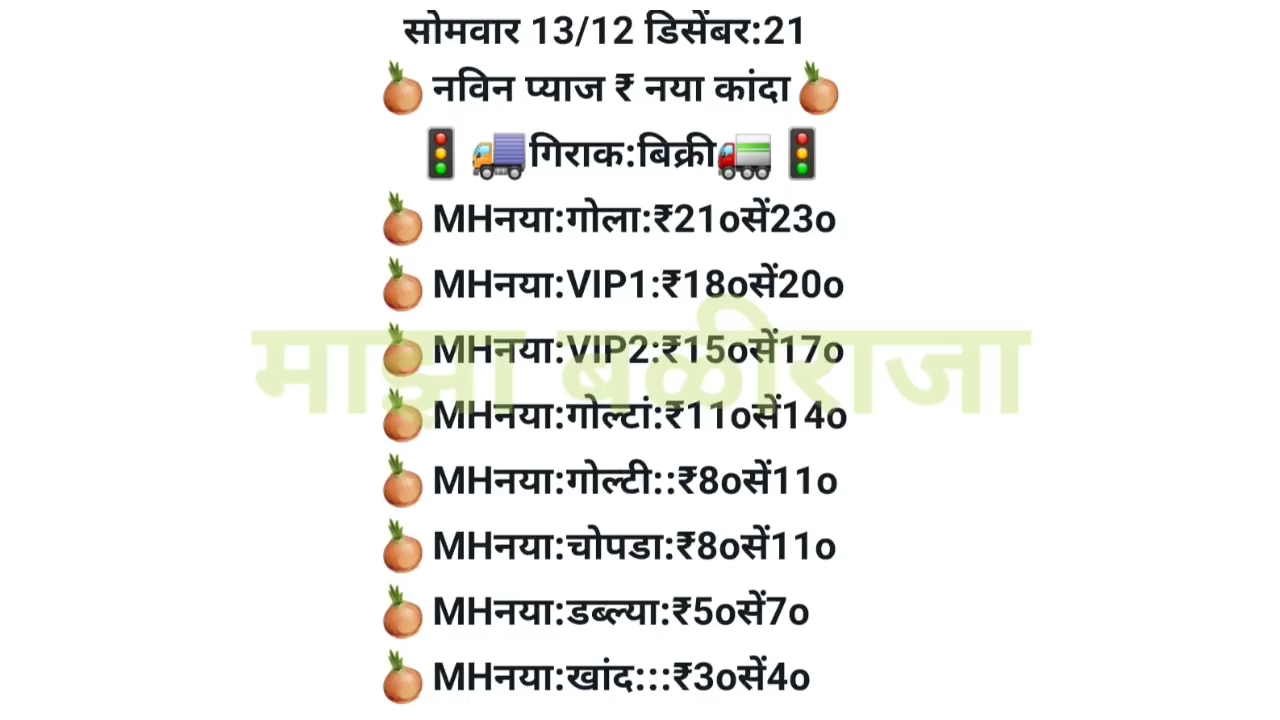 सोमवार 13/12 डिसेंबर:21
नविन प्याज ₹ नया कांदा
गिराक:बिक्री
MHनया:गोला:₹21oसें23o
MHनया:VIP1:₹18oसें20o
MHनया:VIP2:₹15oसें17o
माझा बळीराजा
MHनया:गोल्टां:₹11oसें14o
MHनया:गोल्टी::₹8oसें11o
MHनया:चोपडा:₹8oसें11o
MHनया:डब्ल्या:₹5oसें7o
MHनया:खांद:::₹3oसें4o